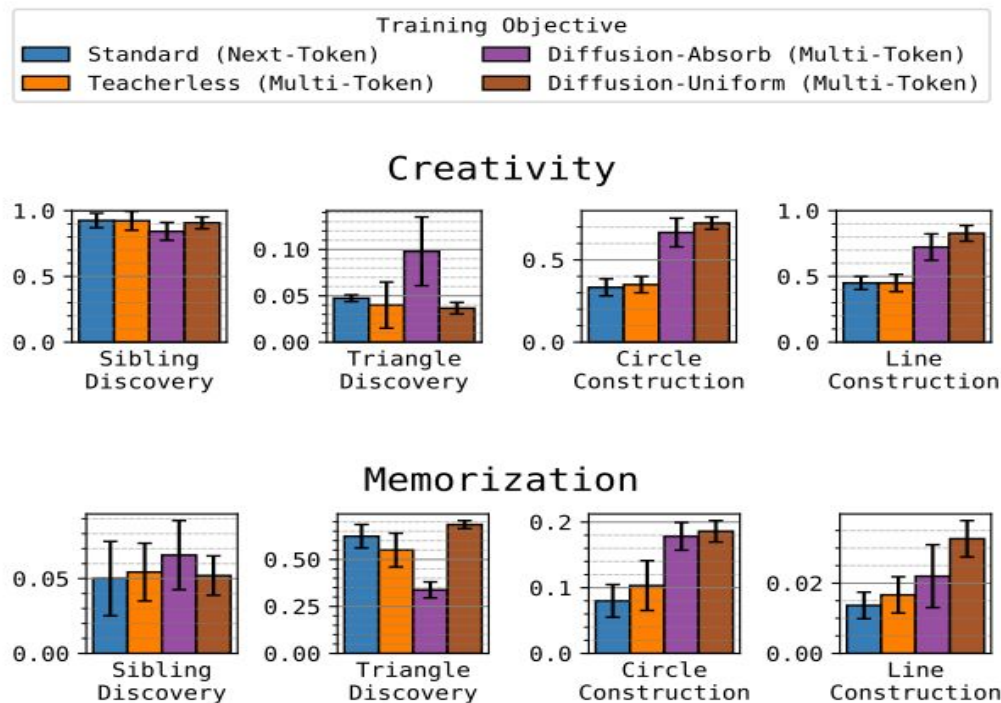 Training Objective
Standard (Next-Token)
Diffusion-Absorb (Multi-Token)
Teacherless (Multi-Token)
Diffusion-Uniform (Multi-Token)
Creativity
1.0
0.5
0.0
Sibling
Discovery
0.10
0.05
0.00
Triangle
Discovery
0.5
0.0
Circle
Construction
1.0
0.5
0.0
Line
Construction
Memorization
0.05
0.00
Sibling
Discovery
0.50
0.25
0.00
Triangle
Discovery
0.2
0.1
0.0
Circle
Construction
0.02
0.00
Line
Construction